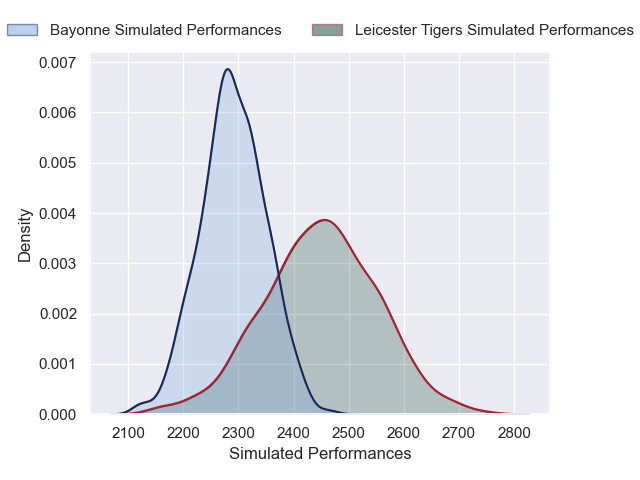 Bayonne Simulated Performances Leicester Tigers Simulated Performances
0.007
0.006
0.005
0.004
0.003
0.002
0.001
0.000
Density
2100 2200 2300 2400 2500 2600 2700 2800
Simulated Performances